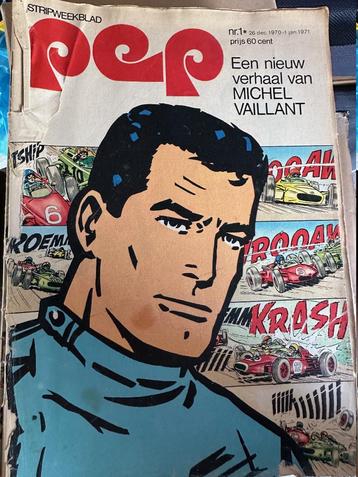 STRIPWEEKBLAD
pep
nr.1* 26 dec. 1970-1 jan. 1971
prijs 60 cent
Een nieuw
verhaal van
MICHEL
VAILLANT
TSHIP
6
KRASH